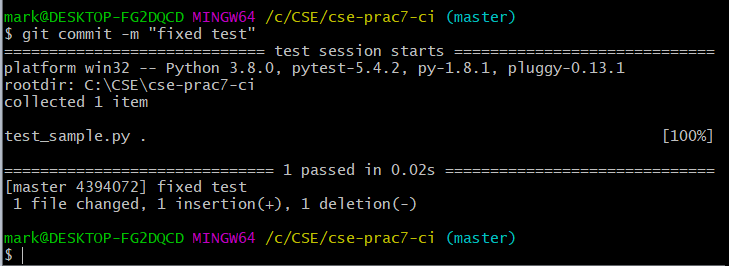 mark@DESKTOP-FG2DQCD MINGW64 /c/CSE/cse-prac7-ci (master)
$ git commit -m "fixed test"
============================= test session starts =============================
platform win32 -- Python 3.8.0, pytest-5.4.2, py-1.8.1, pluggy-0.13.1
rootdir: C:\CSE\cse-prac7-ci
collected 1 item
test_sample.py . [100%]
============================== 1 passed in 0.02s ==============================
[master 4394072] fixed test
1 file changed, 1 insertion(+), 1 deletion(-)
mark@DESKTOP-FG2DQCD MINGW64 /c/CSE/cse-prac7-ci (master)
$